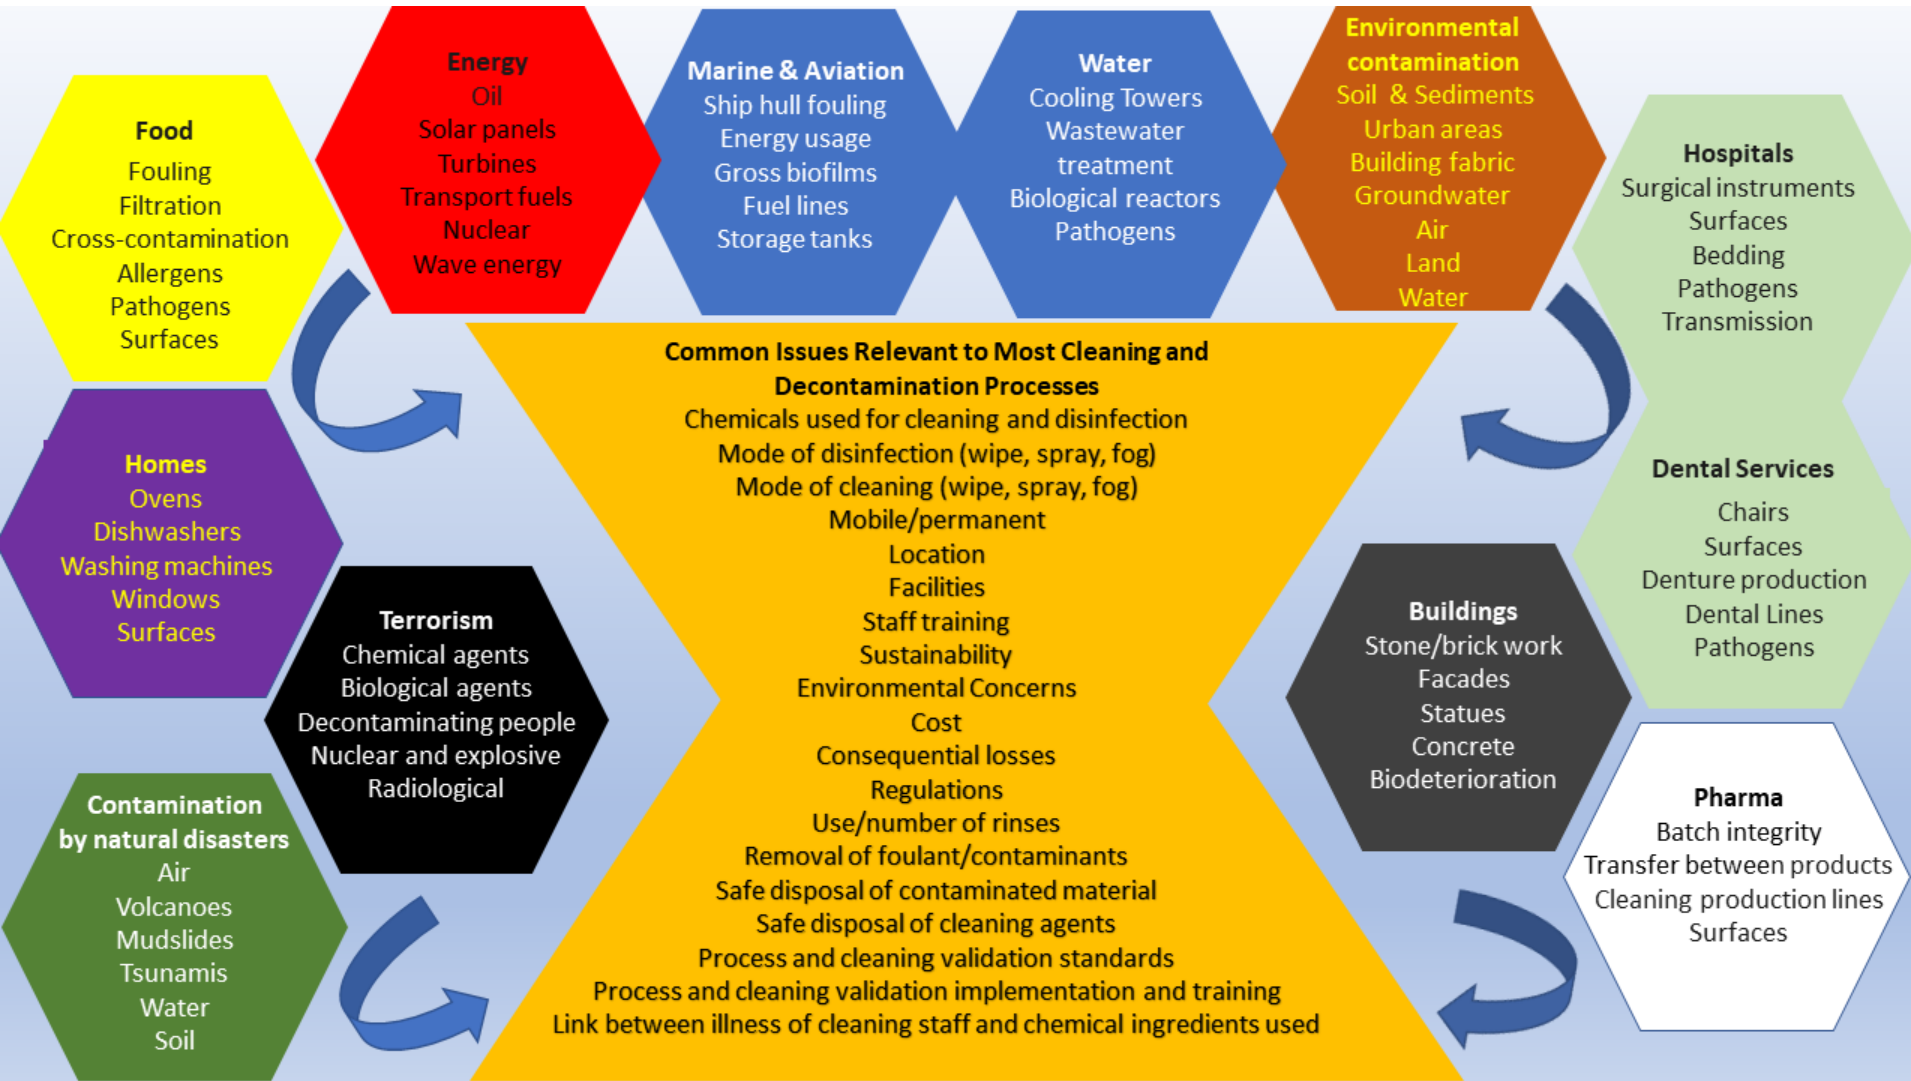 Food
Fouling
Filtration
Cross-contamination
Allergens
Pathogens
Surfaces
Energy
Oil
Solar panels
Turbines
Transport fuels
Nuclear
Wave energy
Marine & Aviation
Ship hull fouling
Energy usage
Gross biofilms
Fuel lines
Storage tanks
Water
Cooling Towers
Wastewater
treatment
Biological reactors
Pathogens
Environmental
contamination
Soil & Sediments
Urban areas
Building fabric
Groundwater
Air
Land
Water
Hospitals
Surgical instruments
Surfaces
Bedding
Pathogens
Transmission
Homes
Ovens
Dishwashers
Washing machines
Windows
Surfaces
Terrorism
Chemical agents
Biological agents
Decontaminating people
Nuclear and explosive
Radiological
Contamination
by natural disasters
Air
Volcanoes
Mudslides
Tsunamis
Water
Soil
Common Issues Relevant to Most Cleaning and
Decontamination Processes
Chemicals used for cleaning and disinfection
Mode of disinfection (wipe, spray, fog)
Mode of cleaning (wipe, spray, fog)
Mobile/permanent
Location
Facilities
Staff training
Sustainability
Environmental Concerns
Cost
Consequential losses
Regulations
Use/number of rinses
Removal of foulant/contaminants
Safe disposal of contaminated material
Safe disposal of cleaning agents
Process and cleaning validation standards
Process and cleaning validation implementation and training
Link between illness of cleaning staff and chemical ingredients used
Dental Services
Chairs
Surfaces
Denture production
Dental Lines
Pathogens
Buildings
Stone/brick work
Facades
Statues
Concrete
Biodeterioration
Pharma
Batch integrity
Transfer between products
Cleaning production lines
Surfaces